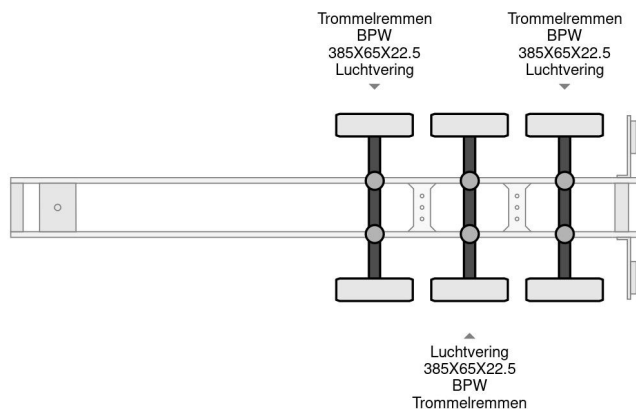 Trommelremmen
BPW
385X65X22.5
Luchtvering
Trommelremmen
BPW
385X65X22.5
Luchtvering
Luchtvering
385X65X22.5
BPW
Trommelremmen